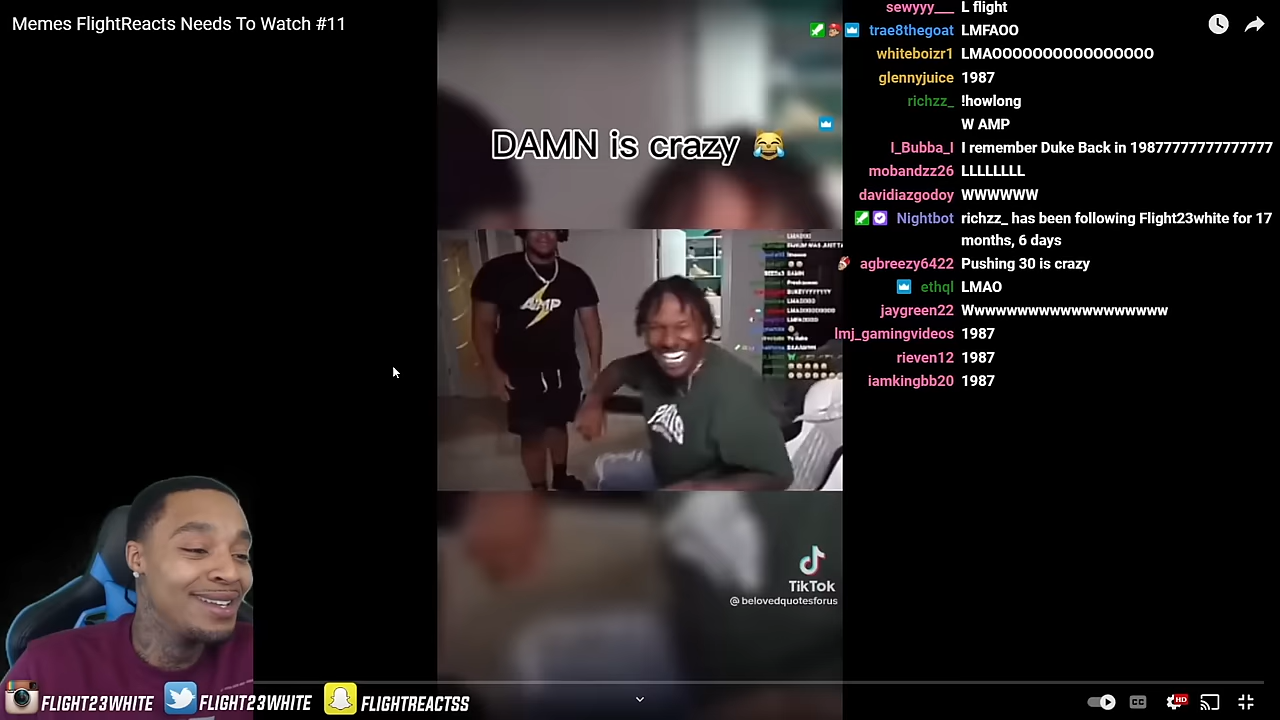 Memes FlightReacts Needs To Watch #11
DAMN is crazy 😂
AMP
TikTok
@belovedquotesforus
sewyyy___ L flight
trae8thegoat LMFAOO
whiteboizr1 LMAOOOOOOOOOOOOOOOO
glennyjuice 1987
richzz_ !howlong
W AMP
I_Bubba_I I remember Duke Back in 19877777777777777
mobandzz26 LLLLLLLL
davidiazgodoy WWWWWW
Nightbot richzz_ has been following Flight23white for 17
months, 6 days
agbreezy6422 Pushing 30 is crazy
ethql LMAO
jaygreen22 Wwwwwwwwwwwwwwwwww
lmj_gamingvideos 1987
rieven12 1987
iamkingbb20 1987
FLIGHT23WHITE
FLIGHT23WHITE
FLIGHTREACTSS
CC
HD